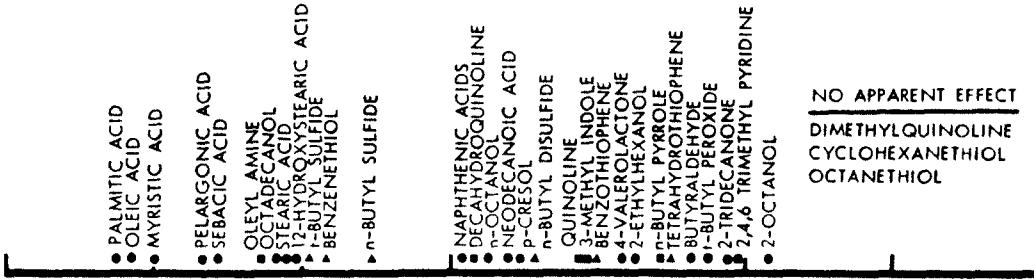 PALMITIC ACID
OLEIC ACID
MYRISTIC ACID
PELARGONIC ACID
SEBACIC ACID
OLEYL AMINE
OCTADECANOL
STEARIC ACID
12-HYDROXYSTEARIC ACID
t-BUTYL SULFIDE
BENZENETHIOL
n-BUTYL SULFIDE
NAPHTHENIC ACIDS
DECAHYDROQUINOLINE
n-OCTANOL
NEODECANOIC ACID
p-CRESOL
n-BUTYL DISULFIDE
QUINOLINE
3-METHYL INDOLE
BENZOTHIOPHENE
4-VALEROLACTONE
2-ETHYLHEXANOL
n-BUTYL PYRROLE
TETRAHYDROTHIOPHENE
BUTYRALDEHYDE
t-BUTYL PEROXIDE
2-TRIDECANONE
2,4,6 TRIMETHYL PYRIDINE
2-OCTANOL
NO APPARENT EFFECT
DIMETHYLQUINOLINE
CYCLOHEXANETHIOL
OCTANETHIOL